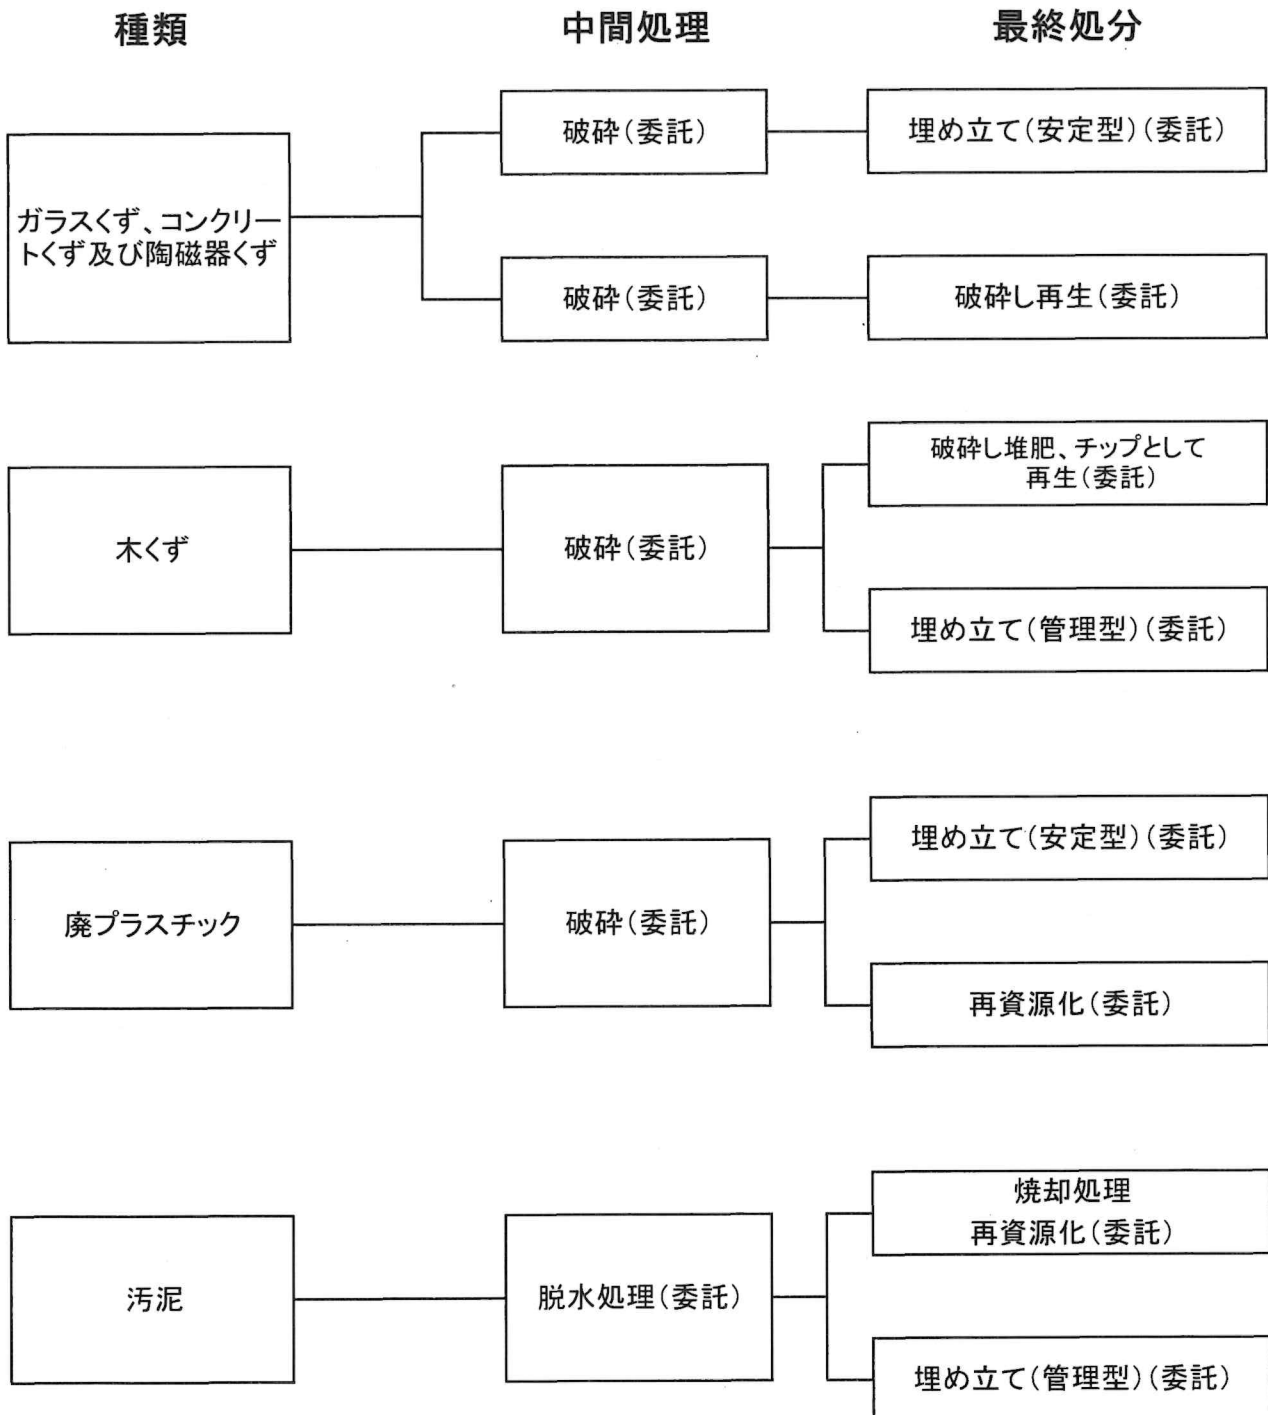 種類
中間処理
最終処分
ガラスくず、コンクリー
トくず及び陶磁器くず
破砕(委託)
埋め立て(安定型)(委託)
破砕(委託)
破砕し再生(委託)
木くず
破砕(委託)
破砕し堆肥、チップとして
再生(委託)
埋め立て(管理型)(委託)
廃プラスチック
破砕(委託)
埋め立て(安定型)(委託)
再資源化(委託)
汚泥
脱水処理(委託)
焼却処理
再資源化(委託)
埋め立て(管理型)(委託)